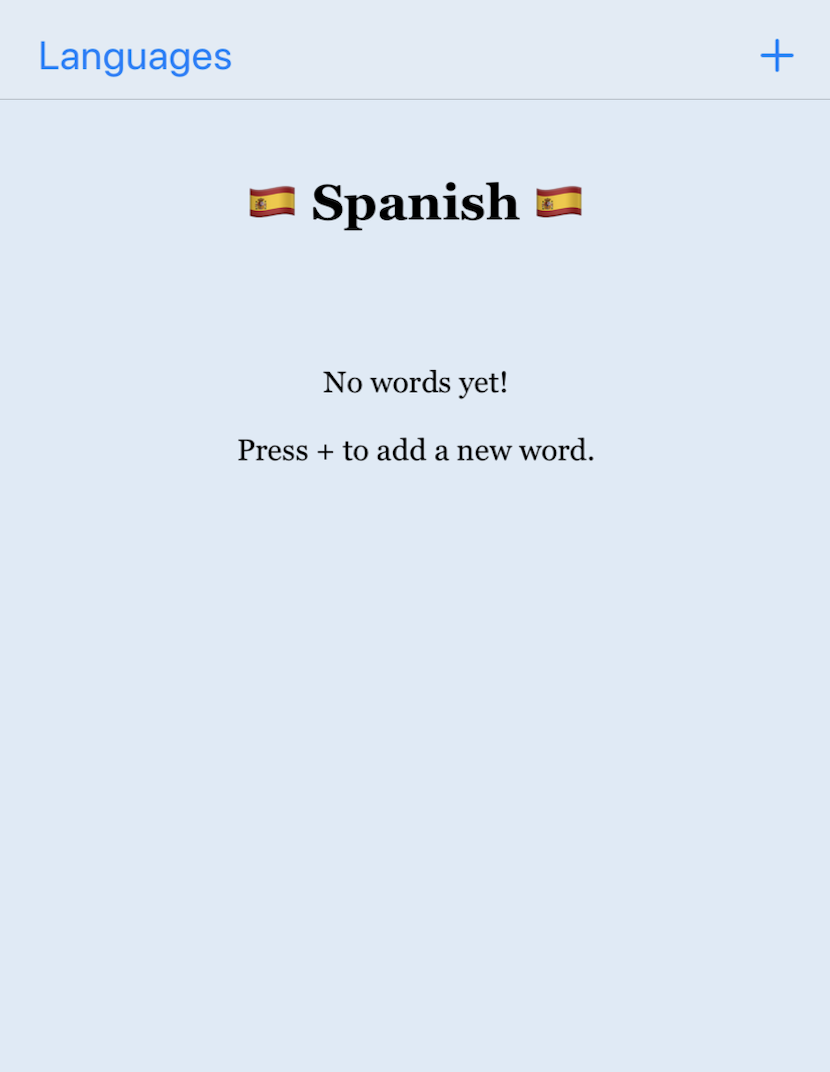 Languages +
🇪🇸 Spanish 🇪🇸
No words yet!
Press + to add a new word.